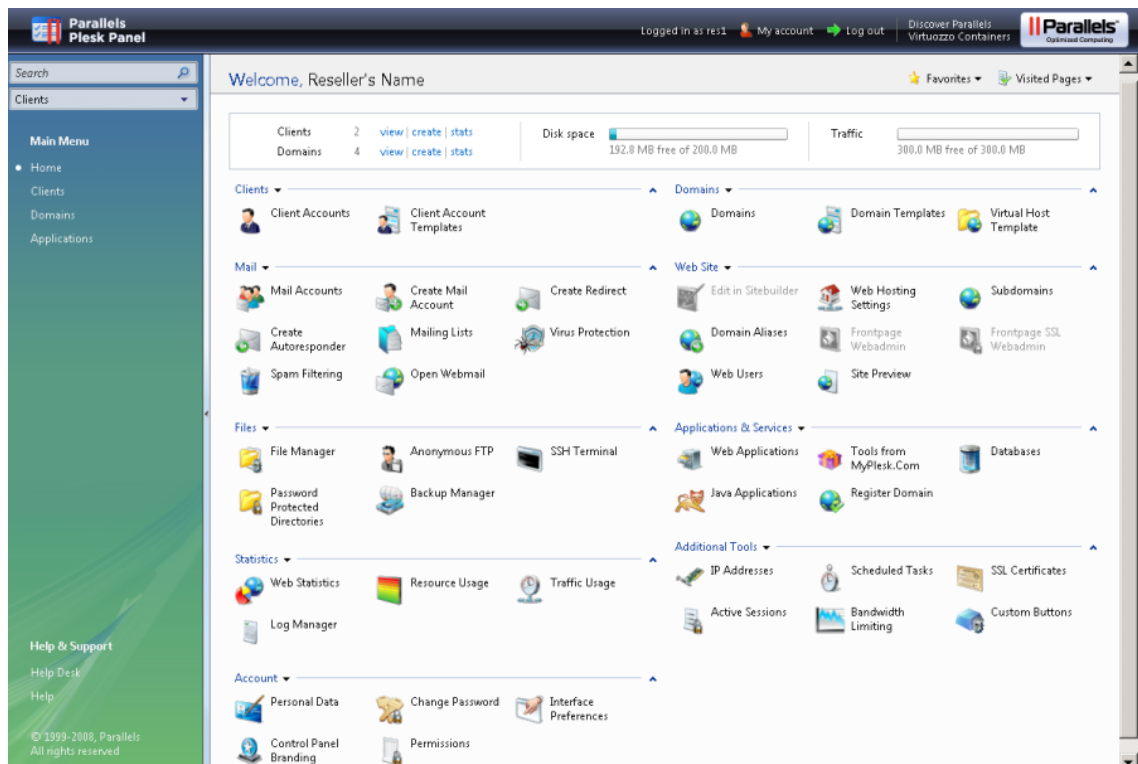 Parallels
Plesk Panel
Logged in as res1 My account Log out
Discover Parallels
Virtuozzo Containers
Parallels
Optimized Computing
Search
Clients
Main Menu
Home
Clients
Domains
Applications
Help & Support
Help Desk
Help
© 1999-2008, Parallels
All rights reserved
Welcome, Reseller's Name
Favorites
Visited Pages
Clients 2 view | create | stats
Domains 4 view | create | stats
Disk space
192.8 MB free of 200.0 MB
Traffic
300.0 MB free of 300.0 MB
Clients
Client Accounts
Client Account
Templates
Domains
Domains
Domain Templates
Virtual Host
Template
Mail
Mail Accounts
Create Mail
Account
Create Redirect
Create
Autoresponder
Mailing Lists
Virus Protection
Spam Filtering
Open Webmail
Web Site
Edit in Sitebuilder
Web Hosting
Settings
Subdomains
Domain Aliases
Frontpage
Webadmin
Frontpage SSL
Webadmin
Web Users
Site Preview
Files
File Manager
Anonymous FTP
SSH Terminal
Password
Protected
Directories
Backup Manager
Applications & Services
Web Applications
Tools from
MyPlesk.Com
Databases
Java Applications
Register Domain
Statistics
Web Statistics
Resource Usage
Traffic Usage
Log Manager
Additional Tools
IP Addresses
Scheduled Tasks
SSL Certificates
Active Sessions
Bandwidth
Limiting
Custom Buttons
Account
Personal Data
Change Password
Interface
Preferences
Control Panel
Branding
Permissions